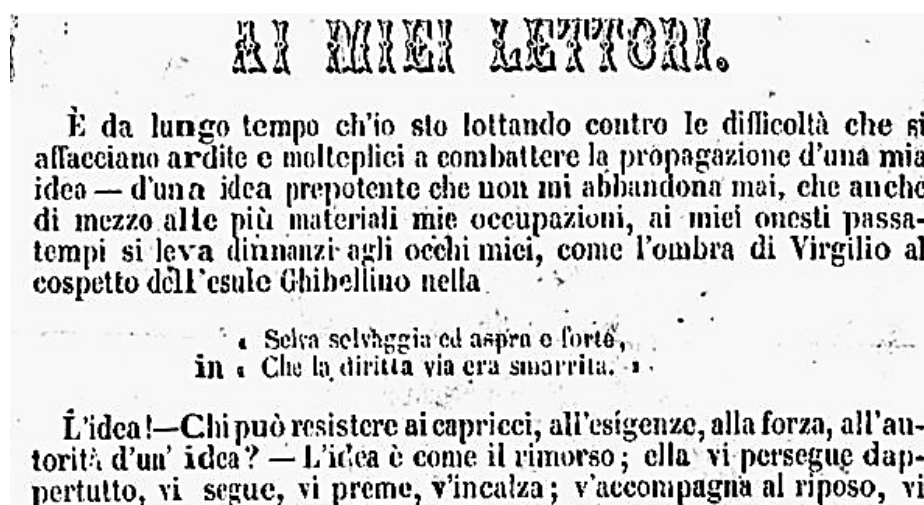 AI MIEI LETTORI.
È da lungo tempo ch'io sto lottando contro le difficoltà che si
affacciano ardite e molteplici a combattere la propagazione d'una mia
idea — d'una idea prepotente che non mi abbandona mai, che anche
di mezzo alle più materiali mie occupazioni, ai miei onesti passa-
tempi si leva dinnanzi agli occhi miei, come l'ombra di Virgilio al
cospetto dell'esule Ghibellino nella
« Selva selvaggia ed aspra e forte,
in « Che la diritta via era smarrita. »
L'idea!—Chi può resistere ai capricci, all'esigenze, alla forza, all'au-
torità d'un' idea? — L'idea è come il rimorso; ella vi persegue dap-
pertutto, vi segue, vi preme, v'incalza; v'accompagna al riposo, vi